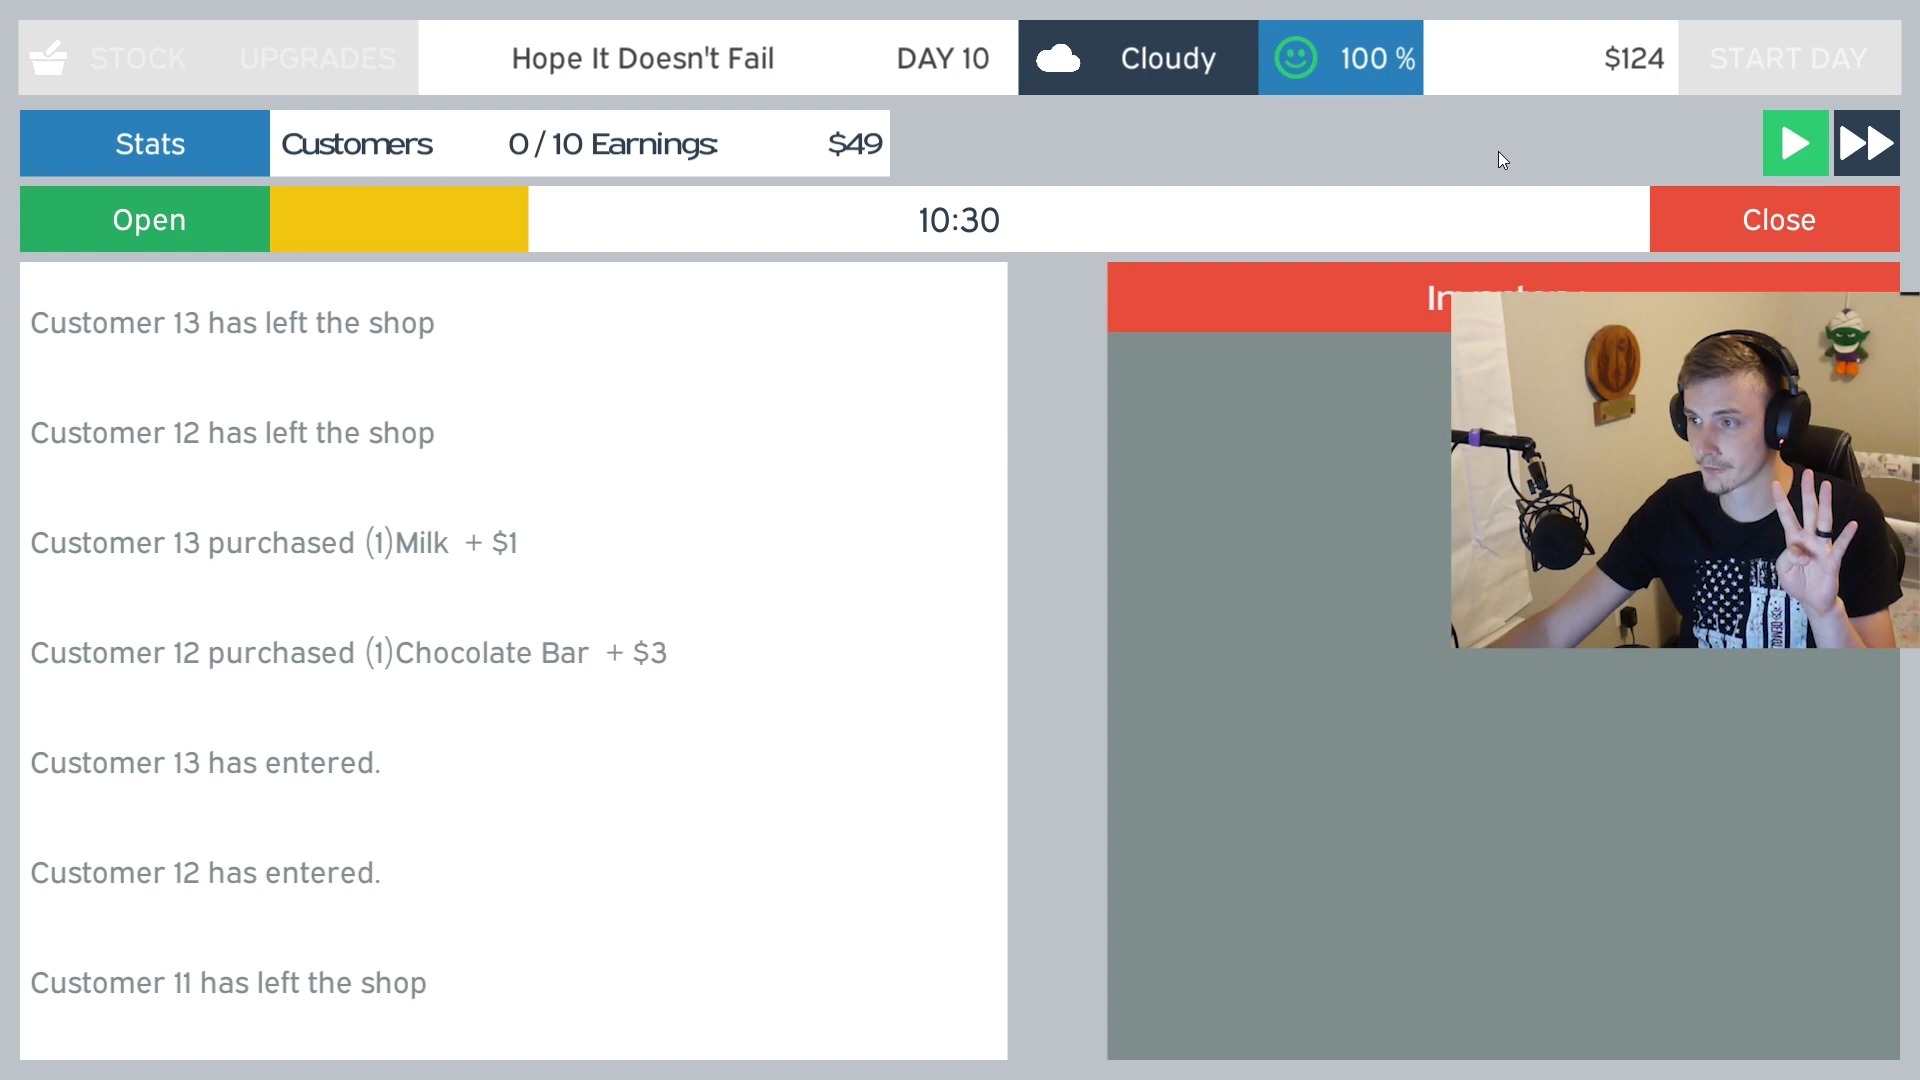 STOCK UPGRADES Hope It Doesn't Fail DAY 10 Cloudy 100 % $124 START DAY
Stats Customers 0 / 10 Earnings: $49
Open 10:30 Close
Customer 13 has left the shop
Customer 12 has left the shop
Customer 13 purchased (1)Milk + $1
Customer 12 purchased (1)Chocolate Bar + $3
Customer 13 has entered.
Customer 12 has entered.
Customer 11 has left the shop